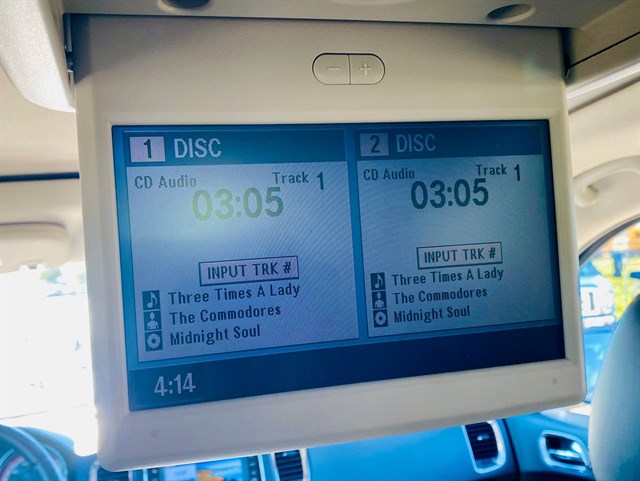 − +
1 DISC
CD Audio Track 1
03:05
INPUT TRK #
Three Times A Lady
The Commodores
Midnight Soul
2 DISC
CD Audio Track 1
03:05
INPUT TRK #
Three Times A Lady
The Commodores
Midnight Soul
4:14